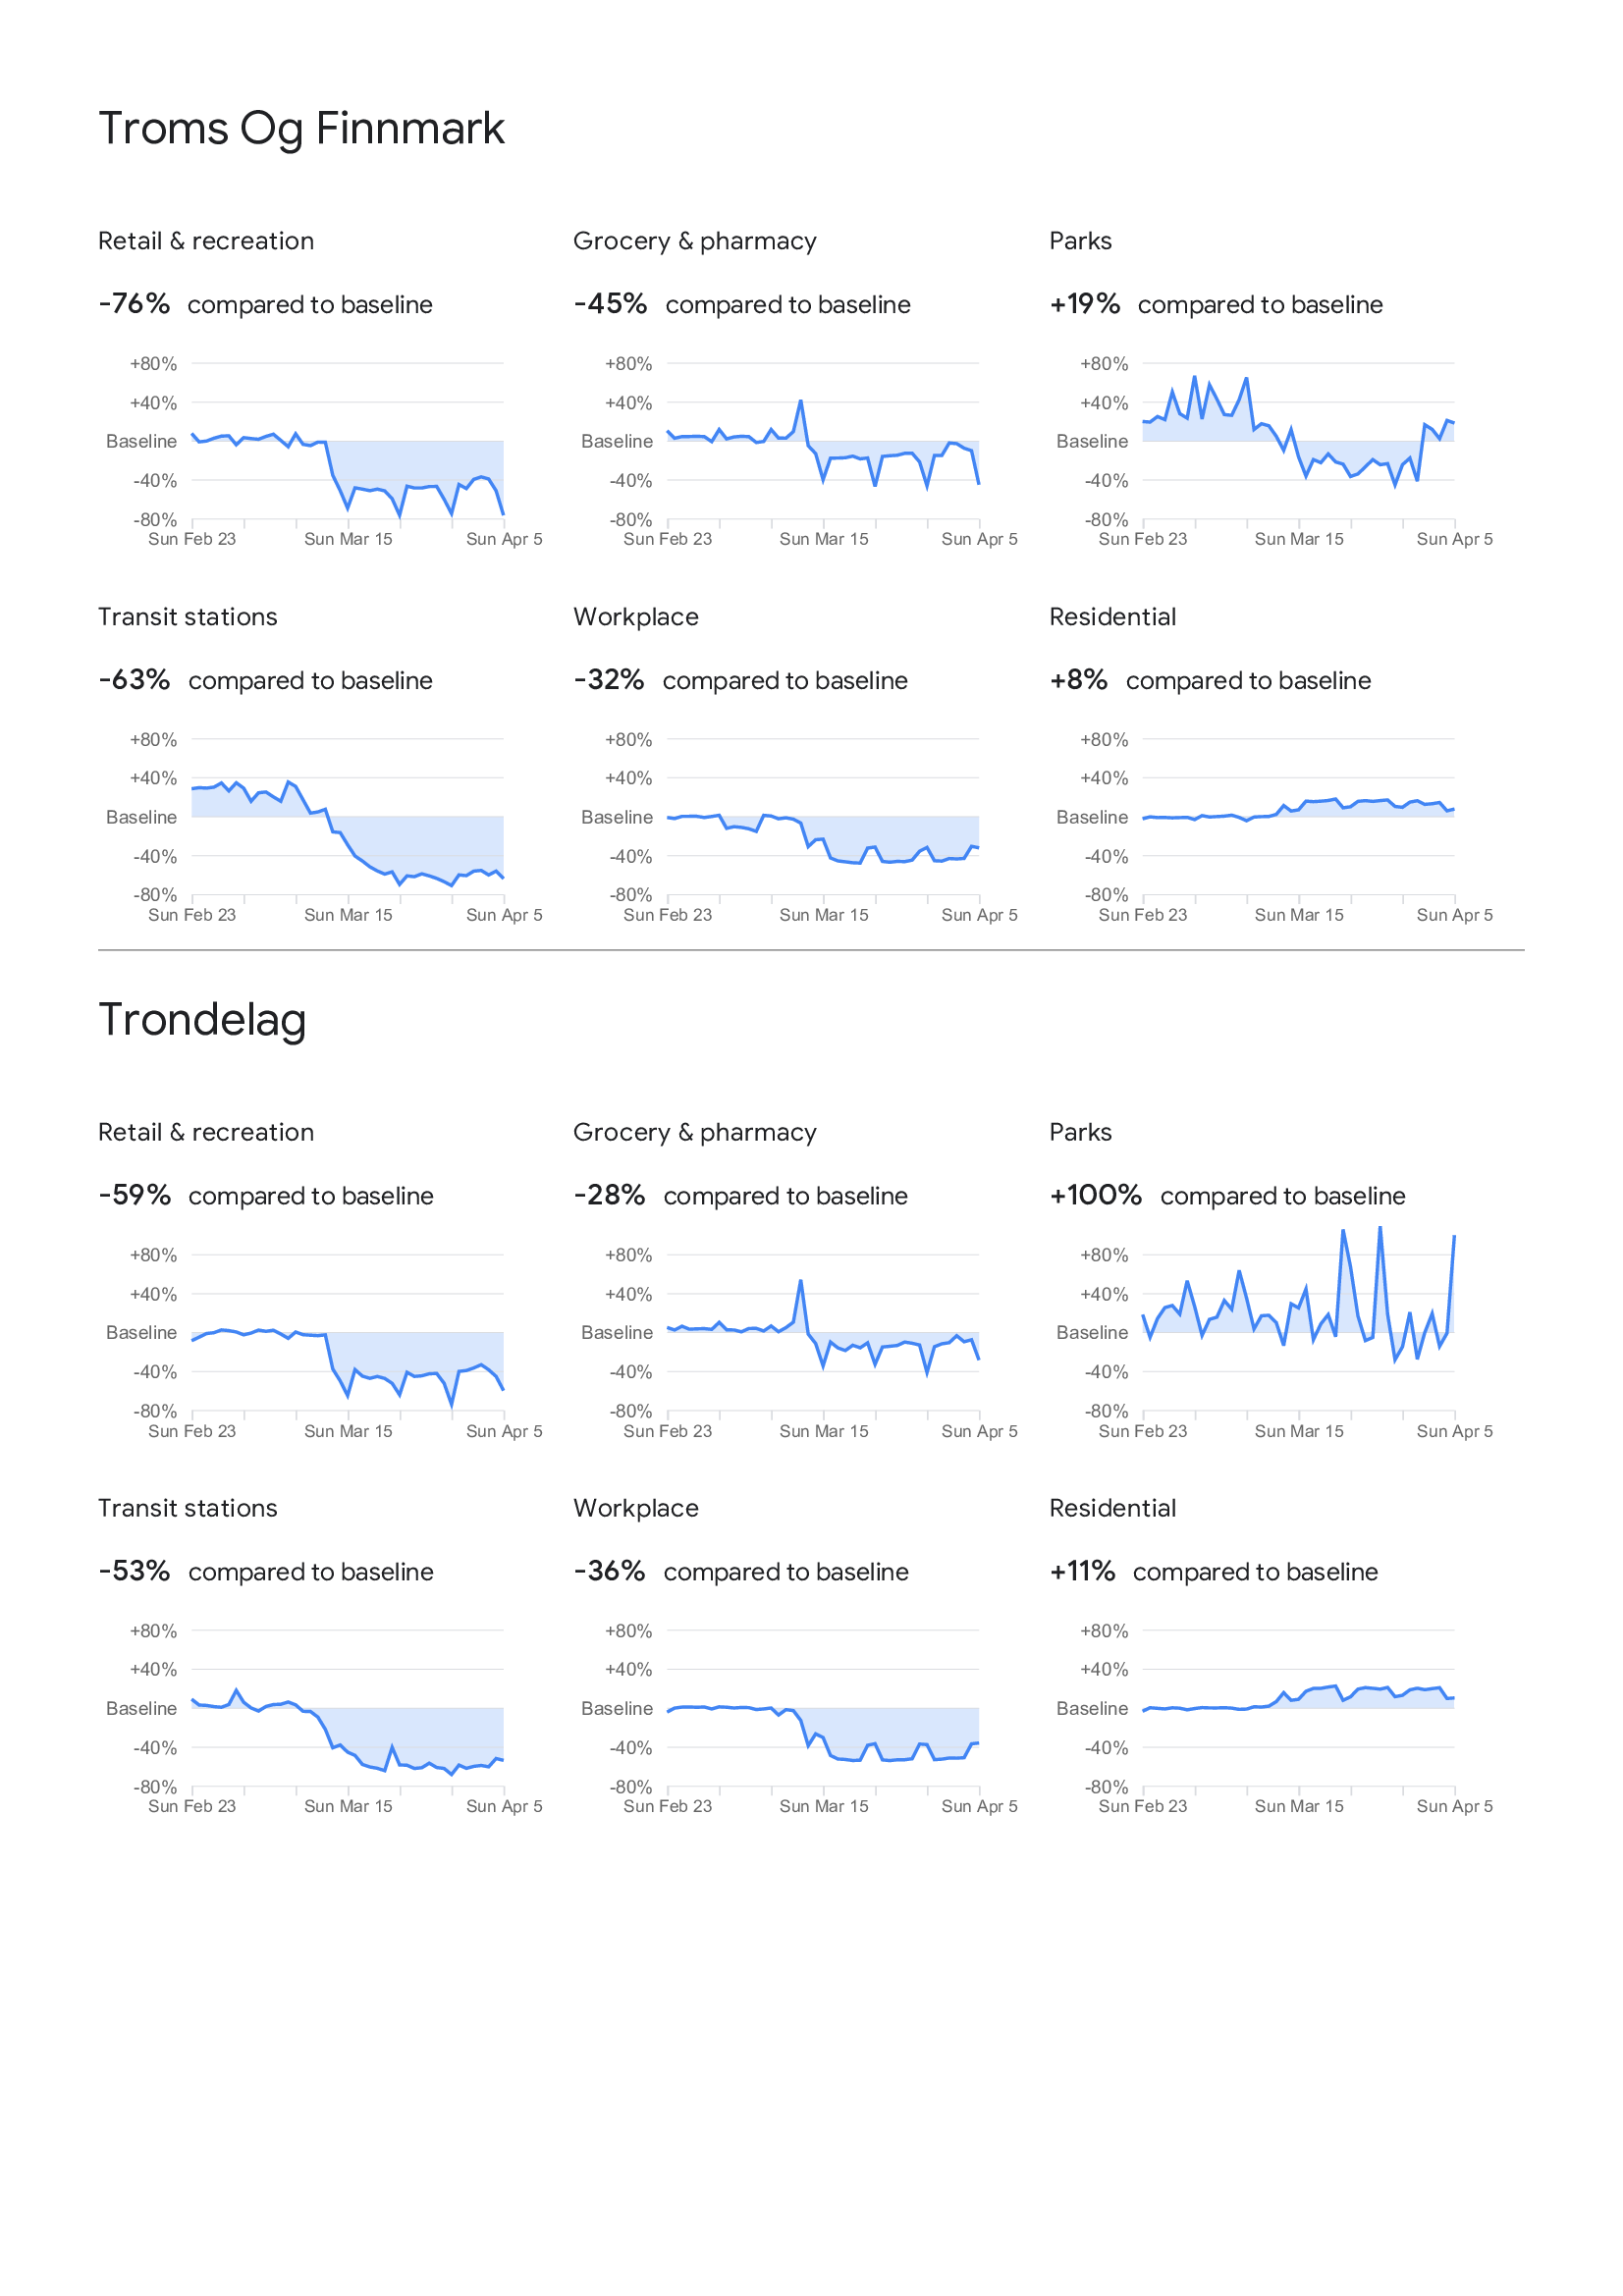 Troms Og Finnmark
Retail & recreation
-76% compared to baseline
+80%
+40%
Baseline
-40%
-80%
Sun Feb 23 Sun Mar 15 Sun Apr 5
Grocery & pharmacy
-45% compared to baseline
+80%
+40%
Baseline
-40%
-80%
Sun Feb 23 Sun Mar 15 Sun Apr 5
Parks
+19% compared to baseline
+80%
+40%
Baseline
-40%
-80%
Sun Feb 23 Sun Mar 15 Sun Apr 5
Transit stations
-63% compared to baseline
+80%
+40%
Baseline
-40%
-80%
Sun Feb 23 Sun Mar 15 Sun Apr 5
Workplace
-32% compared to baseline
+80%
+40%
Baseline
-40%
-80%
Sun Feb 23 Sun Mar 15 Sun Apr 5
Residential
+8% compared to baseline
+80%
+40%
Baseline
-40%
-80%
Sun Feb 23 Sun Mar 15 Sun Apr 5
Trondelag
Retail & recreation
-59% compared to baseline
+80%
+40%
Baseline
-40%
-80%
Sun Feb 23 Sun Mar 15 Sun Apr 5
Grocery & pharmacy
-28% compared to baseline
+80%
+40%
Baseline
-40%
-80%
Sun Feb 23 Sun Mar 15 Sun Apr 5
Parks
+100% compared to baseline
+80%
+40%
Baseline
-40%
-80%
Sun Feb 23 Sun Mar 15 Sun Apr 5
Transit stations
-53% compared to baseline
+80%
+40%
Baseline
-40%
-80%
Sun Feb 23 Sun Mar 15 Sun Apr 5
Workplace
-36% compared to baseline
+80%
+40%
Baseline
-40%
-80%
Sun Feb 23 Sun Mar 15 Sun Apr 5
Residential
+11% compared to baseline
+80%
+40%
Baseline
-40%
-80%
Sun Feb 23 Sun Mar 15 Sun Apr 5